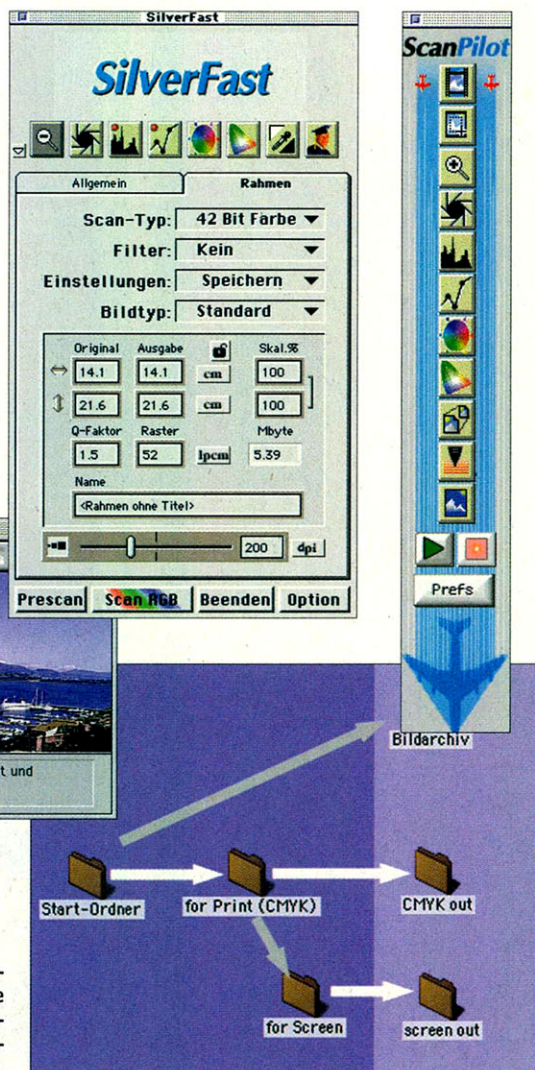 SilverFast
SilverFast
Allgemein Rahmen
Scan-Typ: 42 Bit Farbe
Filter: Kein
Einstellungen: Speichern
Bildtyp: Standard
Original Ausgabe Skal.%
14.1 14.1 cm 100
21.6 21.6 cm 100
Q-Faktor Raster Mbyte
1.5 52 lpcm 5.39
Name
<Rahmen ohne Titel>
200 dpi
Prescan Scan RGB Beenden Option
ScanPilot
Prefs
t und
Bildarchiv
Start-Ordner for Print (CMYK) CMYK out
for Screen screen out